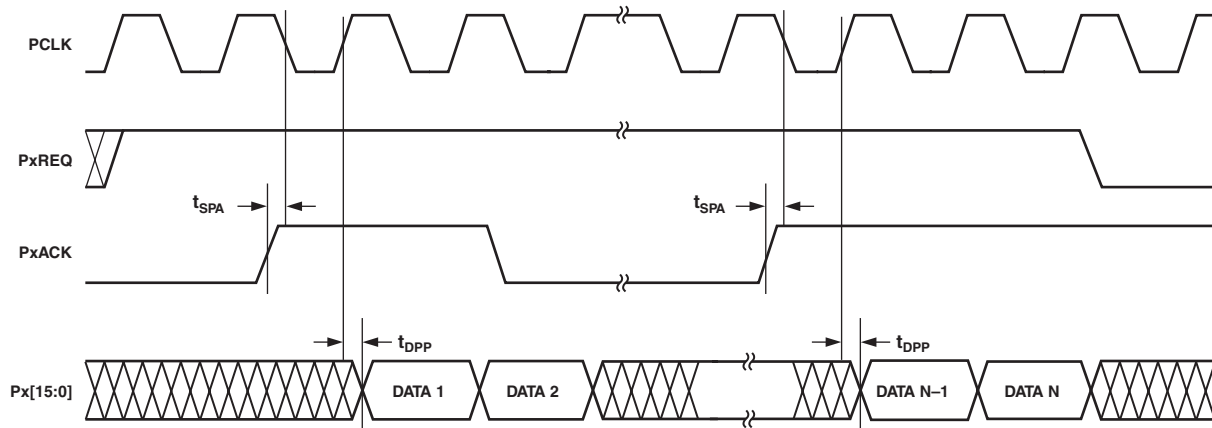 PCLK
PxREQ
tSPA
tSPA
PxACK
tDPP
tDPP
Px[15:0]
DATA 1
DATA 2
DATA N–1
DATA N